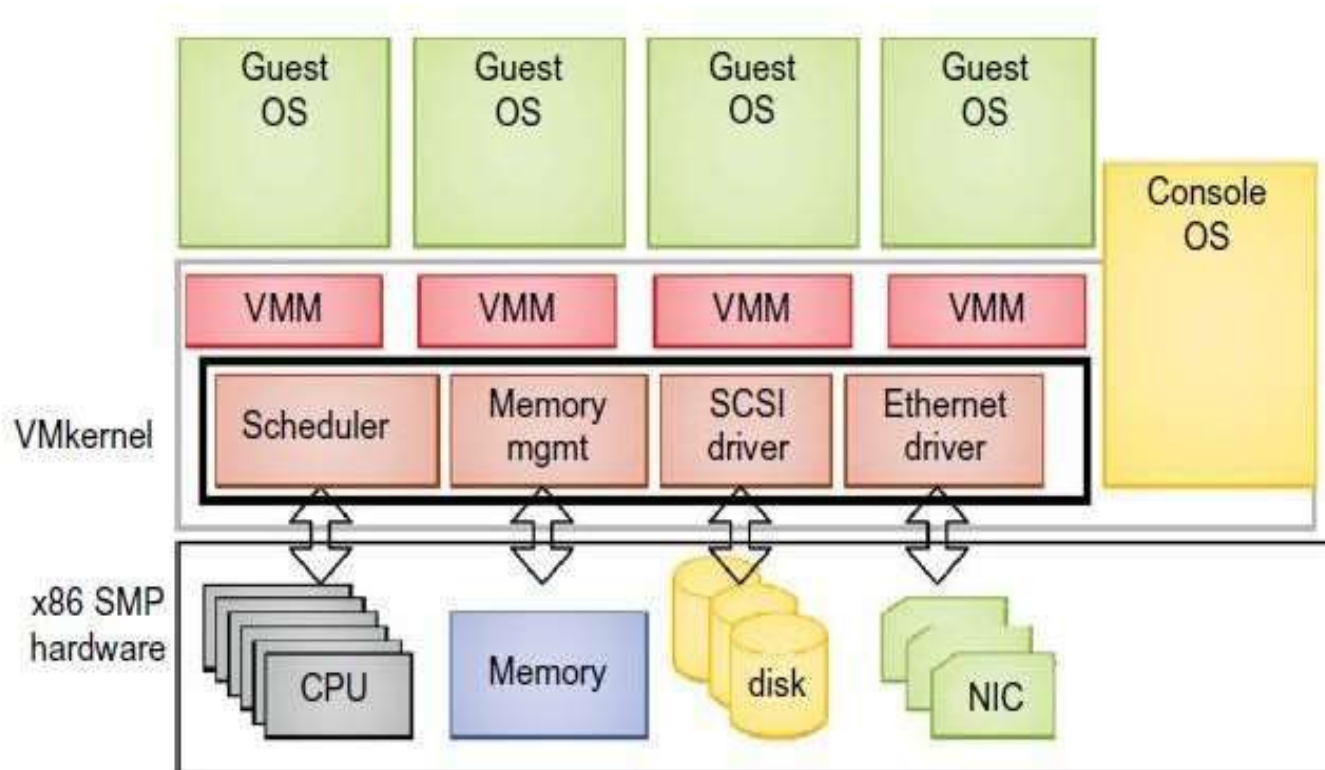 Guest
OS
Guest
OS
Guest
OS
Guest
OS
Console
OS
VMM
VMM
VMM
VMM
VMkernel
Scheduler
Memory
mgmt
SCSI
driver
Ethernet
driver
x86 SMP
hardware
CPU
Memory
disk
NIC